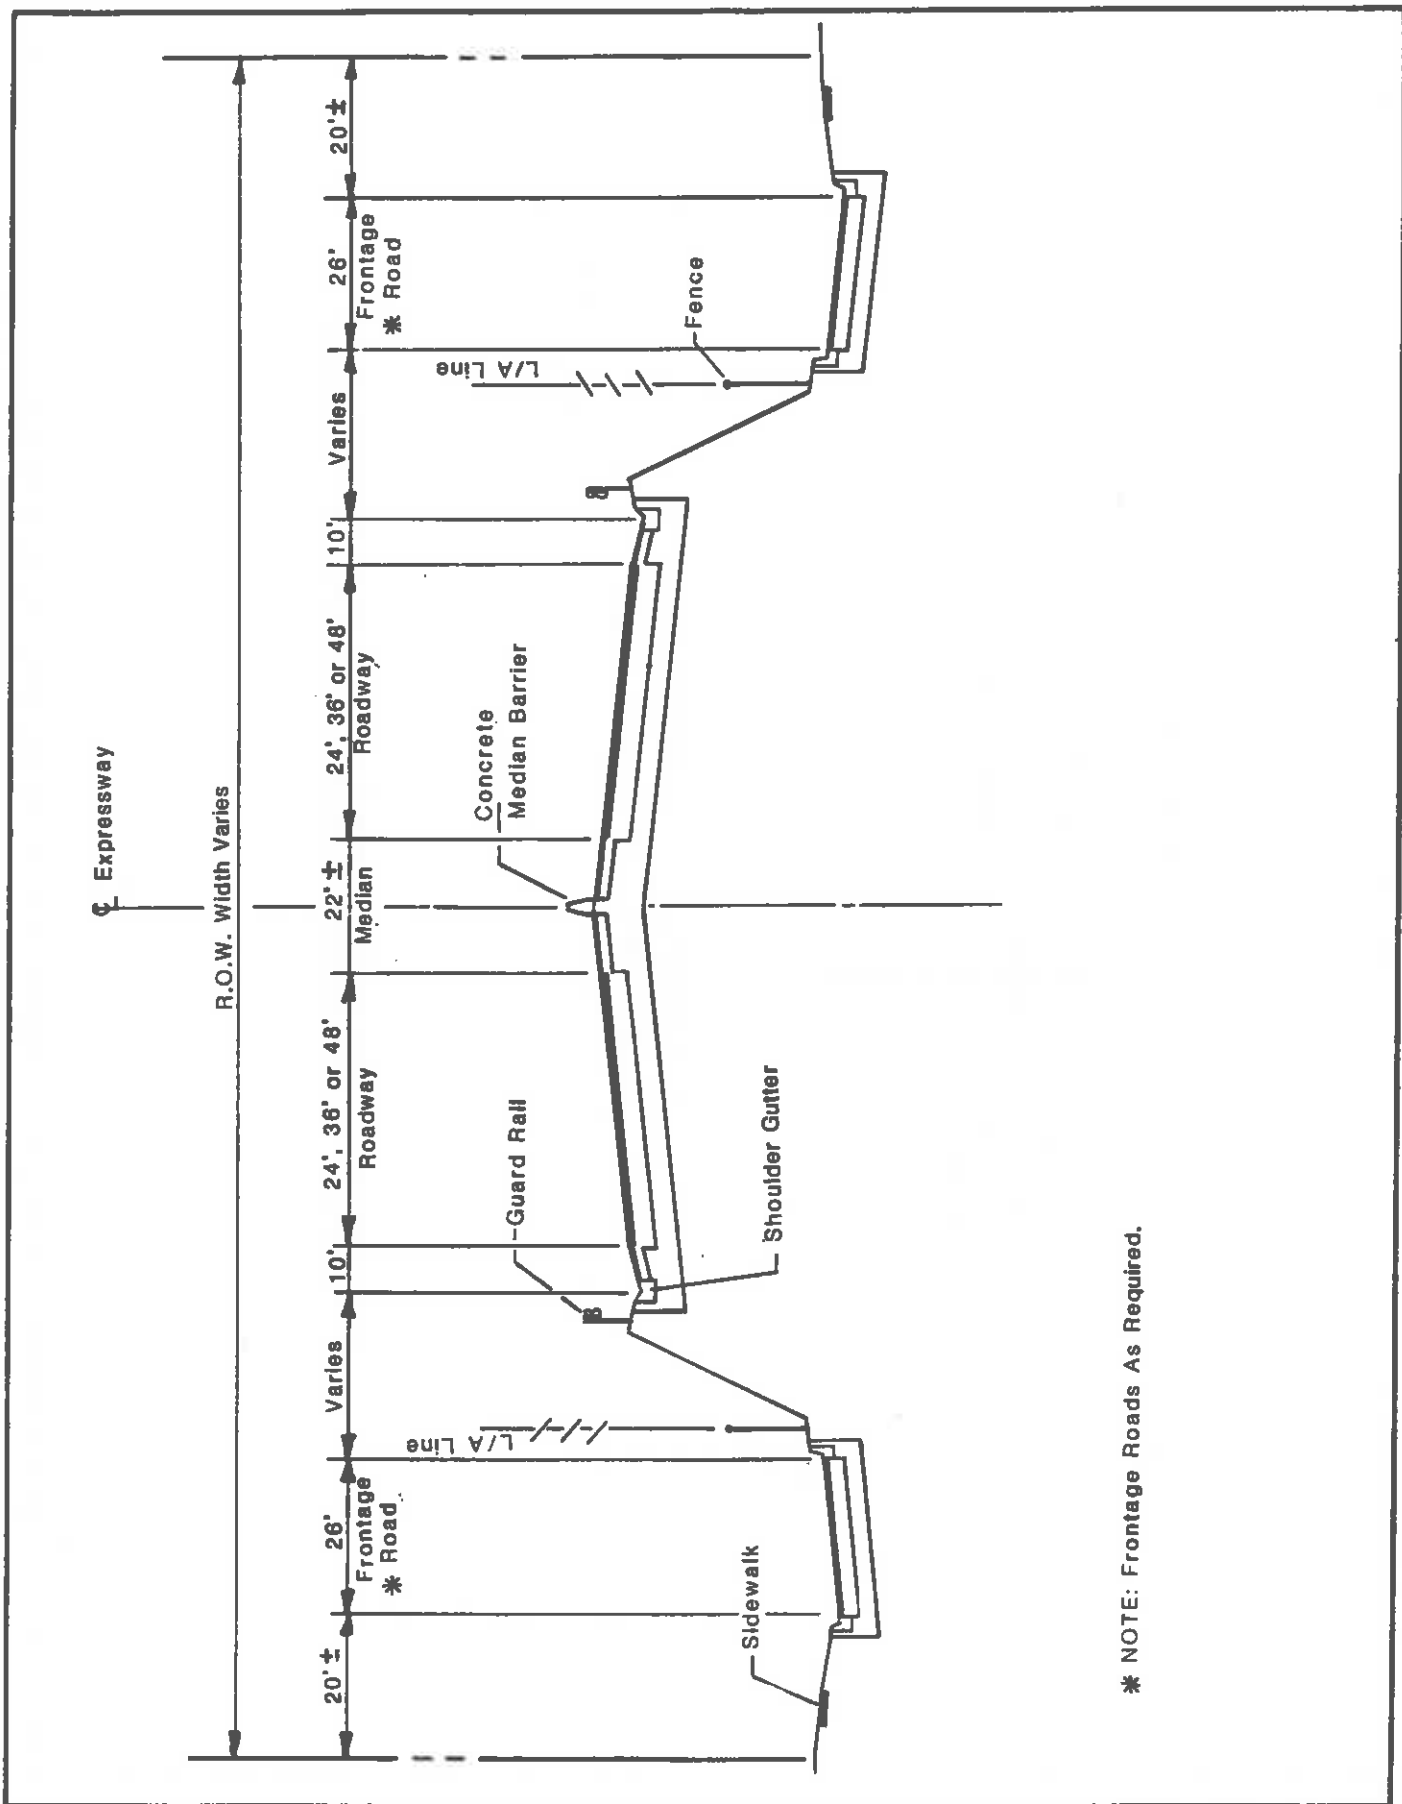 ℄ Expressway
R.O.W. Width Varies
20'±
26'
Varies
10'
24', 36' or 48'
22'±
24', 36' or 48'
10'
Varies
26'
20'±
Frontage
* Road
Roadway
Median
Roadway
Frontage
* Road
L/A Line
L/A Line
Guard Rail
Concrete
Median Barrier
Fence
Sidewalk
Shoulder Gutter
* NOTE: Frontage Roads As Required.